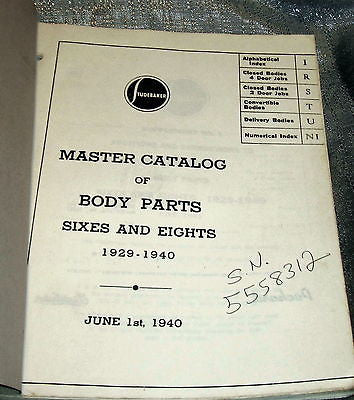 STUDEBAKER
Alphabetical Index I
Closed Bodies 4 Door Jobs R
Closed Bodies 2 Door Jobs S
Convertible Bodies T
Delivery Bodies U
Numerical Index NI
MASTER CATALOG
OF
BODY PARTS
SIXES AND EIGHTS
1929-1940
S.N.
5558312
JUNE 1st, 1940